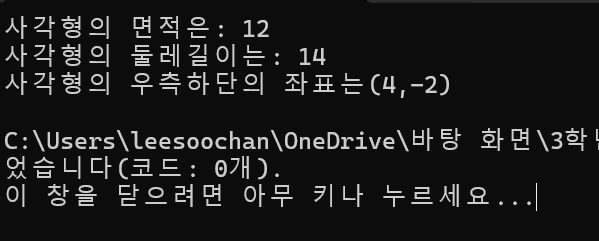 사각형의 면적은: 12
사각형의 둘레길이는: 14
사각형의 우측하단의 좌표는(4,-2)
C:\Users\leesoochan\OneDrive\바탕 화면\3학
었습니다(코드: 0개).
이 창을 닫으려면 아무 키나 누르세요...